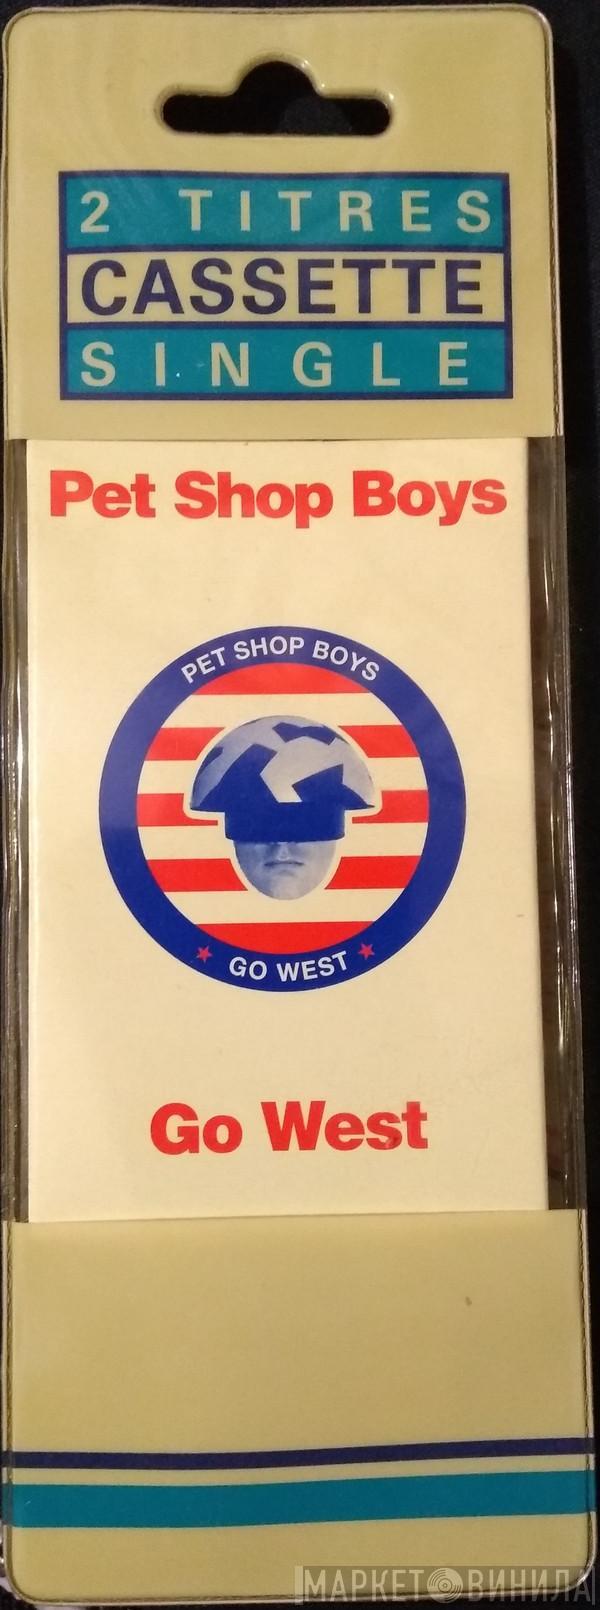 2 TITRES
CASSETTE
SINGLE
Pet Shop Boys
PET SHOP BOYS
GO WEST
Go West
МАРКЕТ ВИНИЛА